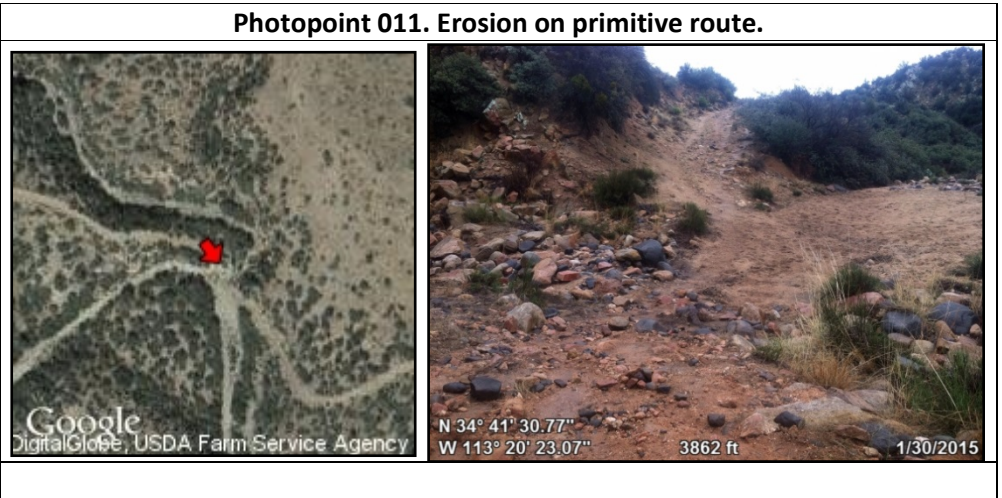 Photopoint 011. Erosion on primitive route.
Google
DigitalGlobe, USDA Farm Service Agency
N 34° 41' 30.77"
W 113° 20' 23.07" 3862 ft 1/30/2015